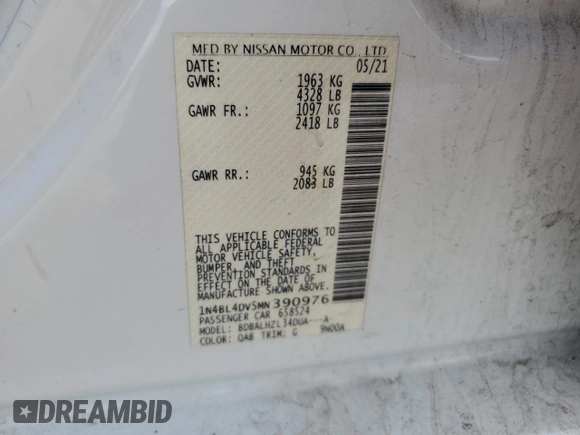 MFD BY NISSAN MOTOR CO., LTD
DATE: 05/21
GVWR: 1963 KG
4328 LB
GAWR FR.: 1097 KG
2418 LB
GAWR RR.: 945 KG
2083 LB
THIS VEHICLE CONFORMS TO
ALL APPLICABLE FEDERAL
MOTOR VEHICLE SAFETY,
BUMPER, AND THEFT
PREVENTION STANDARDS IN
EFFECT ON THE DATE OF
MANUFACTURE SHOWN ABOVE.
1N4BL4DV5MN390976
PASSENGER CAR 658524
MODEL: BDBALHZL34DUA---A-
COLOR: QAB TRIM: G 9N00A
DREAMBID